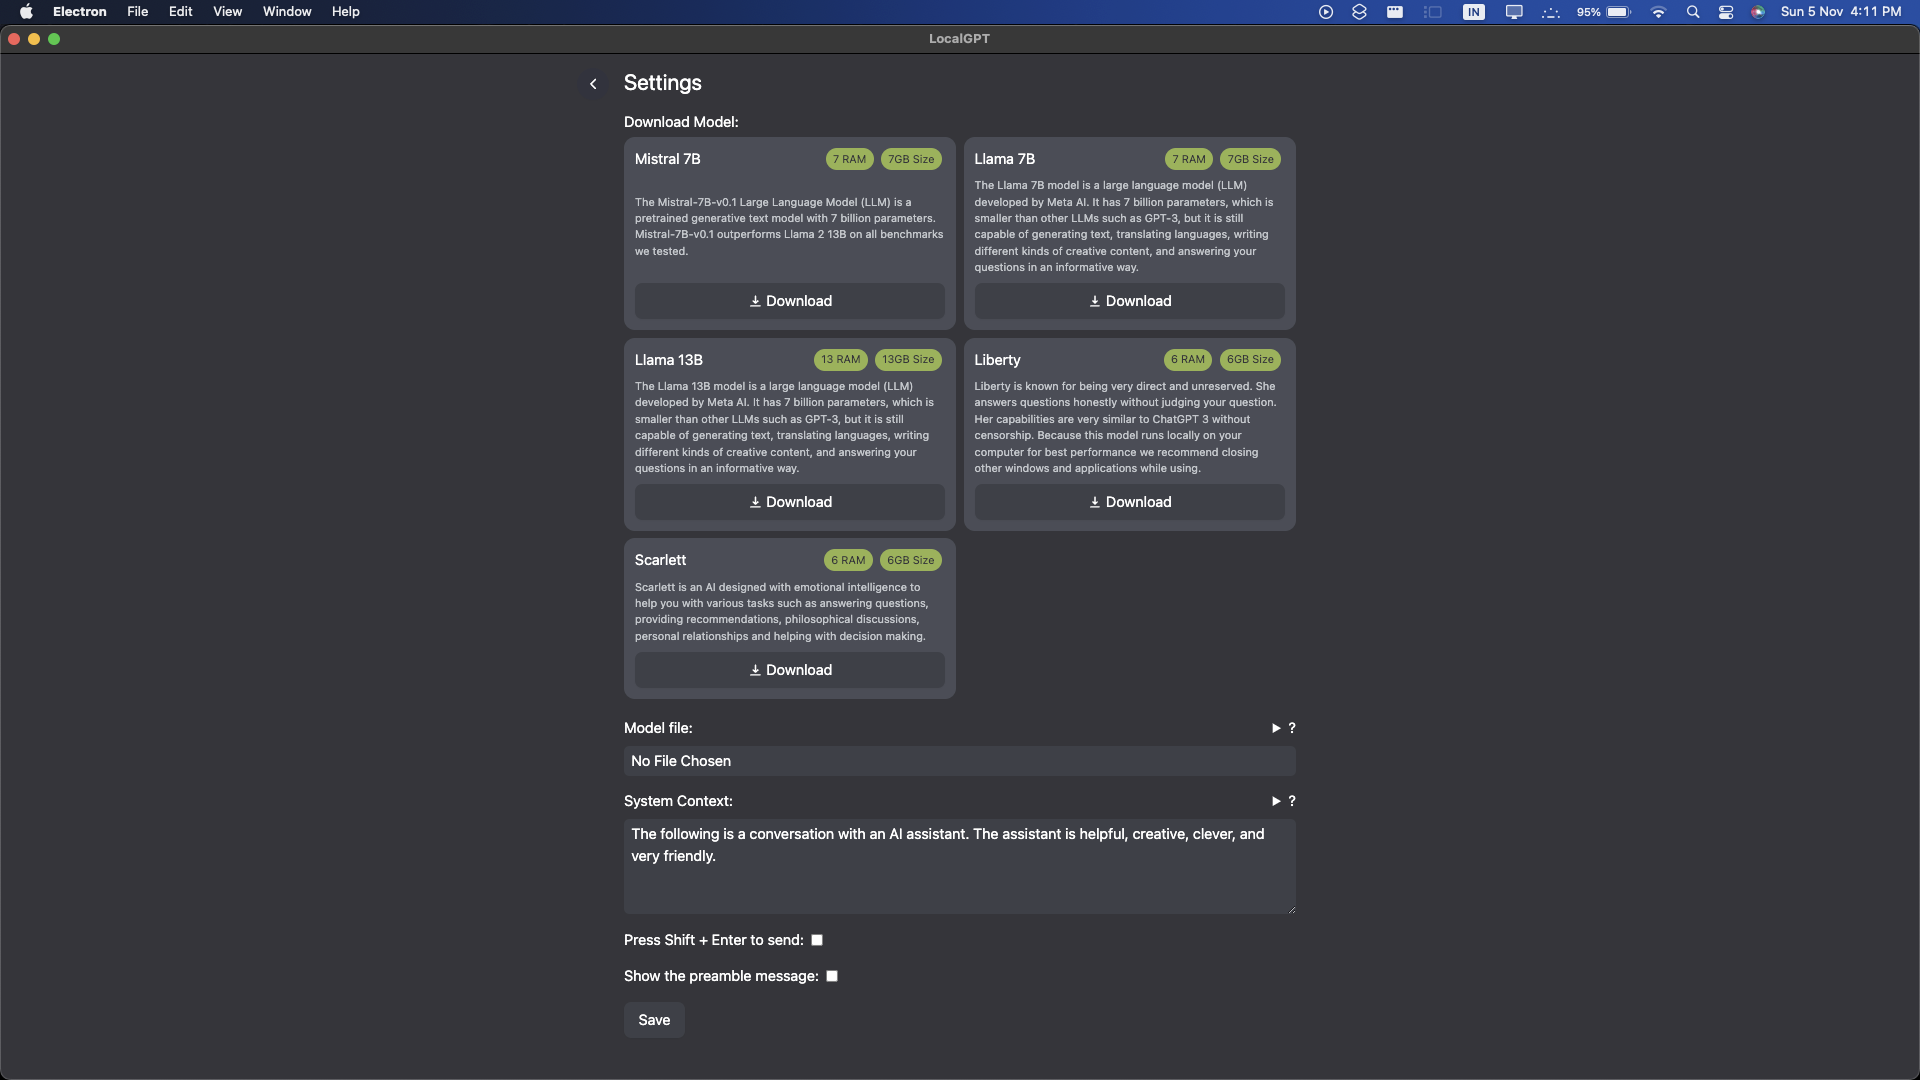 Electron File Edit View Window Help
IN 95% Sun 5 Nov 4:11 PM
LocalGPT
Settings
Download Model:
Mistral 7B 7 RAM 7GB Size
The Mistral-7B-v0.1 Large Language Model (LLM) is a
pretrained generative text model with 7 billion parameters.
Mistral-7B-v0.1 outperforms Llama 2 13B on all benchmarks
we tested.
Download
Llama 7B 7 RAM 7GB Size
The Llama 7B model is a large language model (LLM)
developed by Meta AI. It has 7 billion parameters, which is
smaller than other LLMs such as GPT-3, but it is still
capable of generating text, translating languages, writing
different kinds of creative content, and answering your
questions in an informative way.
Download
Llama 13B 13 RAM 13GB Size
The Llama 13B model is a large language model (LLM)
developed by Meta AI. It has 7 billion parameters, which is
smaller than other LLMs such as GPT-3, but it is still
capable of generating text, translating languages, writing
different kinds of creative content, and answering your
questions in an informative way.
Download
Liberty 6 RAM 6GB Size
Liberty is known for being very direct and unreserved. She
answers questions honestly without judging your question.
Her capabilities are very similar to ChatGPT 3 without
censorship. Because this model runs locally on your
computer for best performance we recommend closing
other windows and applications while using.
Download
Scarlett 6 RAM 6GB Size
Scarlett is an AI designed with emotional intelligence to
help you with various tasks such as answering questions,
providing recommendations, philosophical discussions,
personal relationships and helping with decision making.
Download
Model file: ?
No File Chosen
System Context: ?
The following is a conversation with an AI assistant. The assistant is helpful, creative, clever, and
very friendly.
Press Shift + Enter to send:
Show the preamble message:
Save